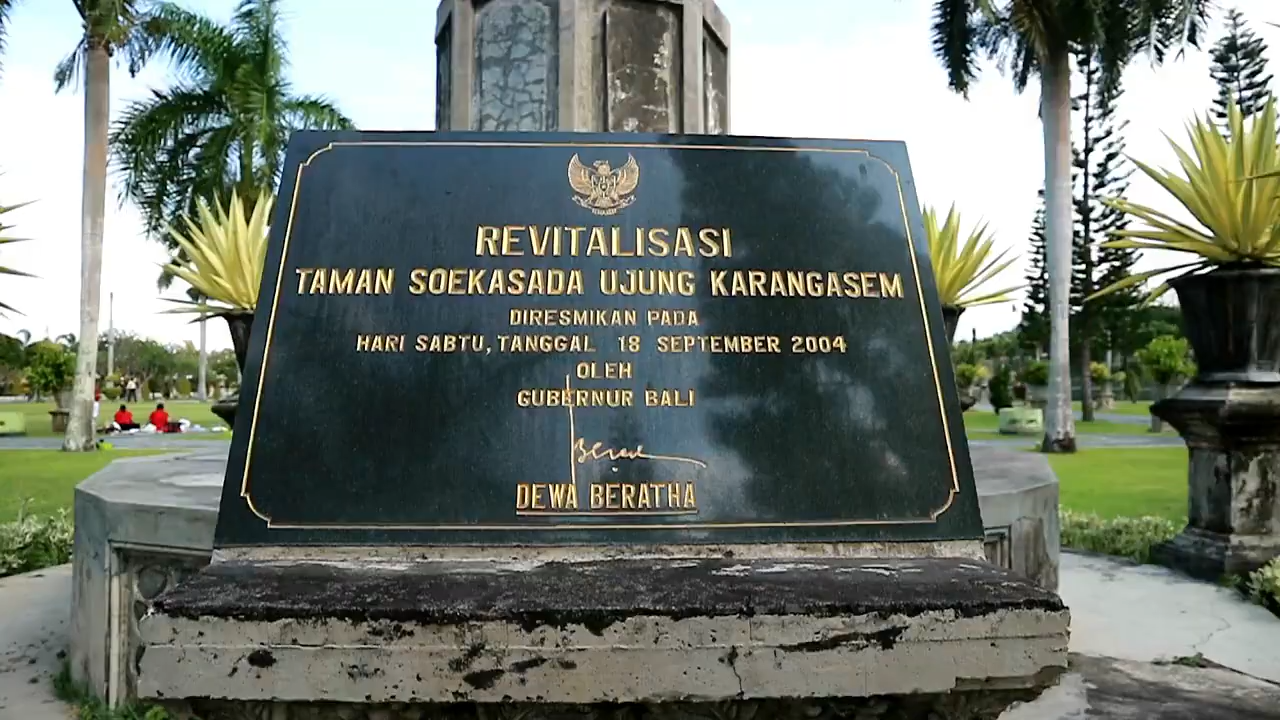 REVITALISASI
TAMAN SOEKASADA UJUNG KARANGASEM
DIRESMIKAN PADA
HARI SABTU, TANGGAL 18 SEPTEMBER 2004
OLEH
GUBERNUR BALI
DEWA BERATHA